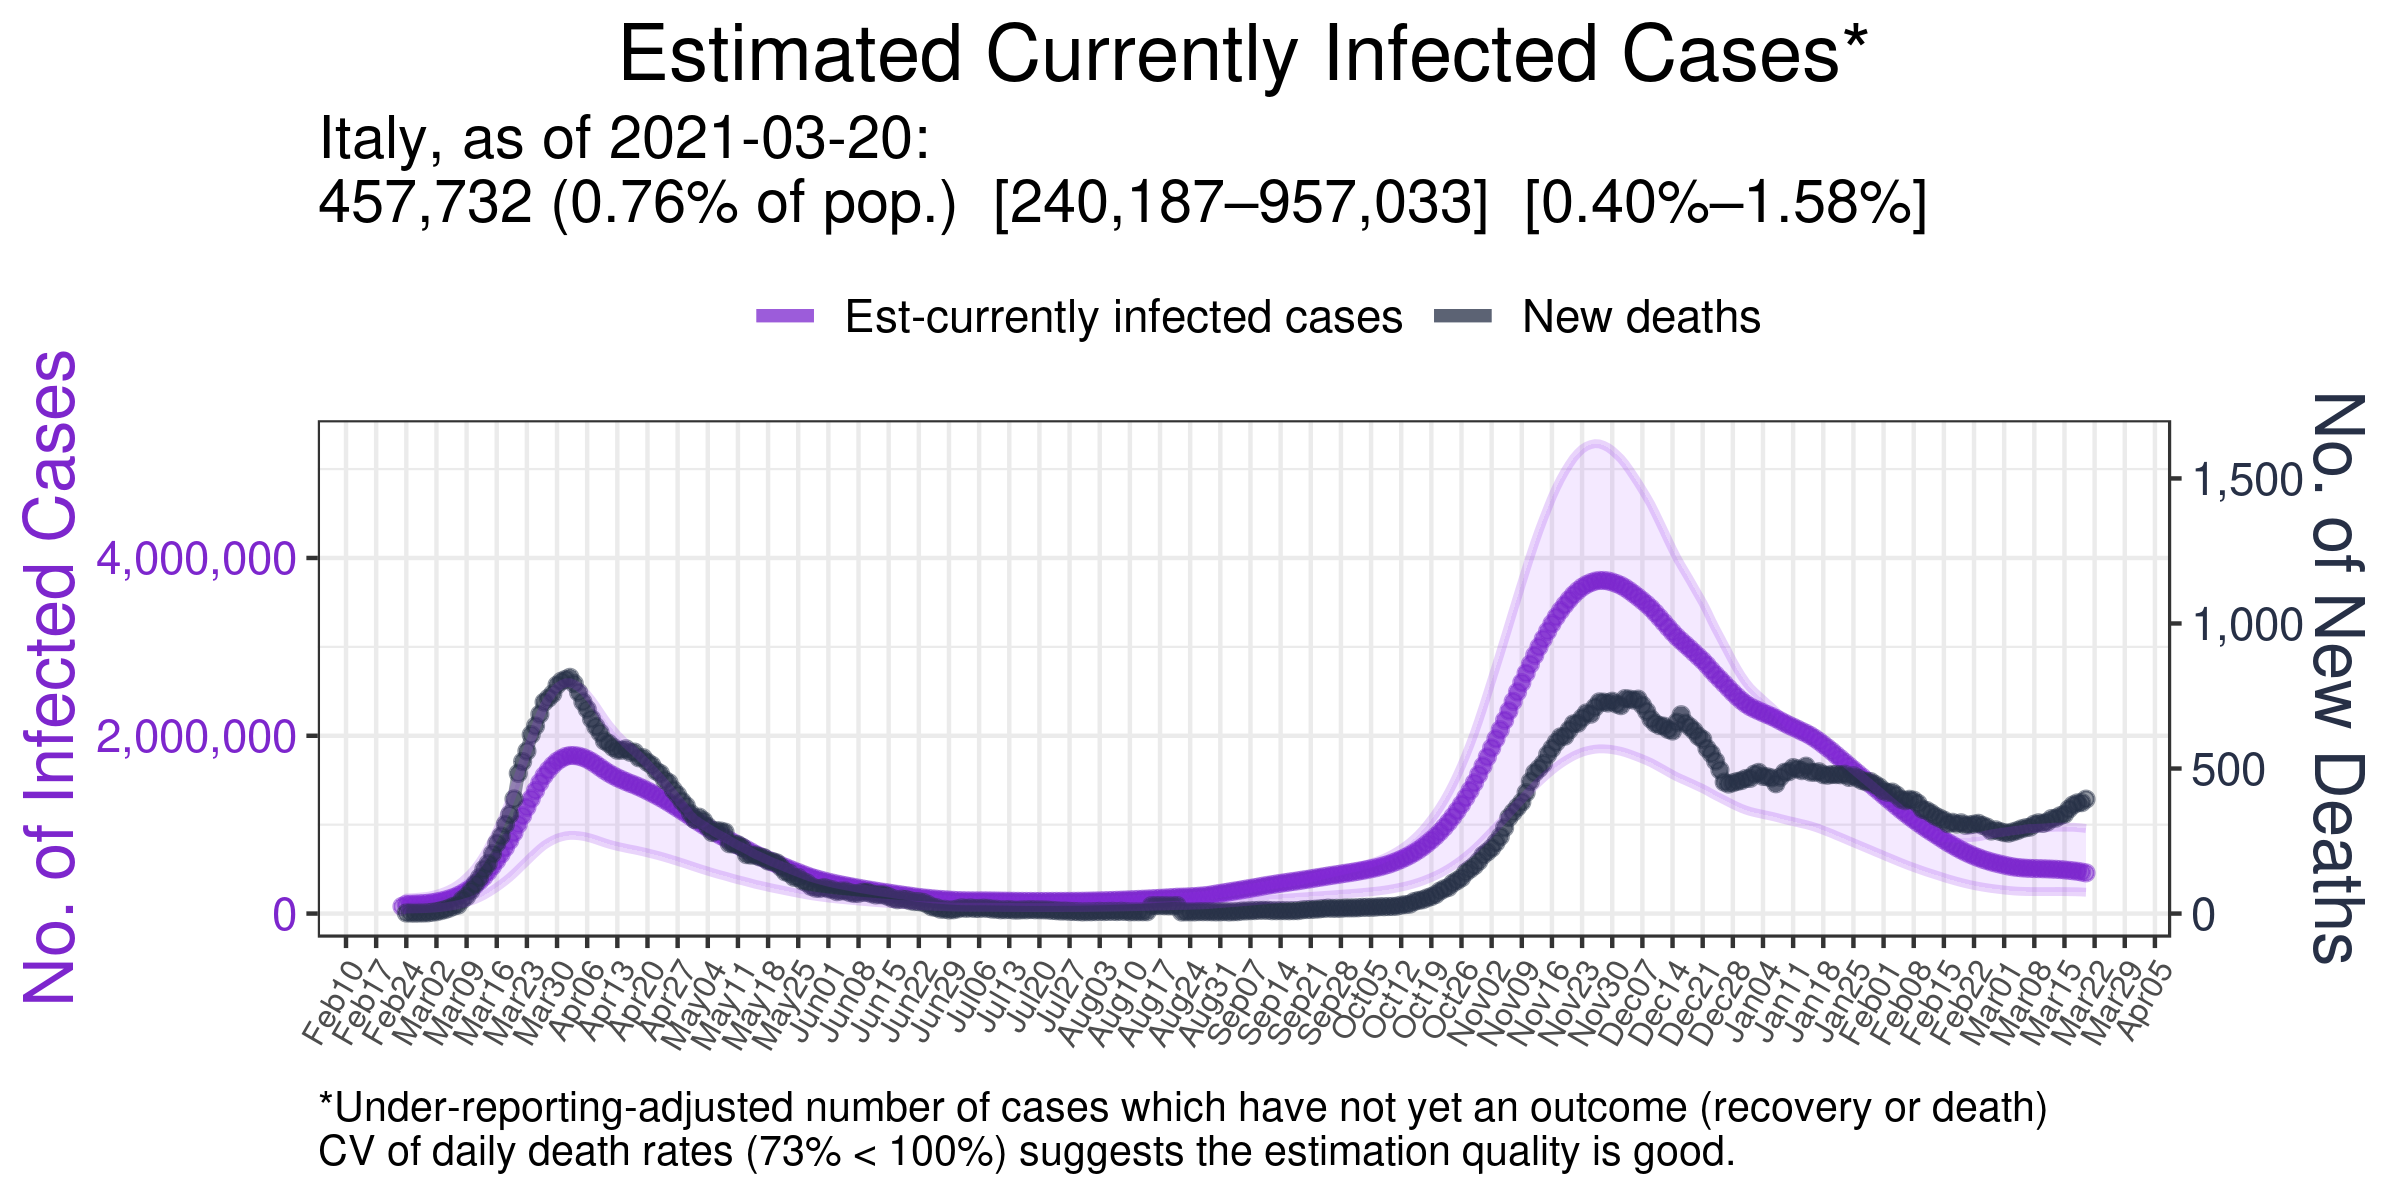 Estimated Currently Infected Cases*
Italy, as of 2021-03-20:
457,732 (0.76% of pop.)  [240,187–957,033]  [0.40%–1.58%]
Est-currently infected cases
New deaths
No. of Infected Cases
4,000,000
2,000,000
0
No. of New Deaths
1,500
1,000
500
0
Feb10
Feb17
Feb24
Mar02
Mar09
Mar16
Mar23
Mar30
Apr06
Apr13
Apr20
Apr27
May04
May11
May18
May25
Jun01
Jun08
Jun15
Jun22
Jun29
Jul06
Jul13
Jul20
Jul27
Aug03
Aug10
Aug17
Aug24
Aug31
Sep07
Sep14
Sep21
Sep28
Oct05
Oct12
Oct19
Oct26
Nov02
Nov09
Nov16
Nov23
Nov30
Dec07
Dec14
Dec21
Dec28
Jan04
Jan11
Jan18
Jan25
Feb01
Feb08
Feb15
Feb22
Mar01
Mar08
Mar15
Mar22
Mar29
Apr05
*Under-reporting-adjusted number of cases which have not yet an outcome (recovery or death)
CV of daily death rates (73% < 100%) suggests the estimation quality is good.